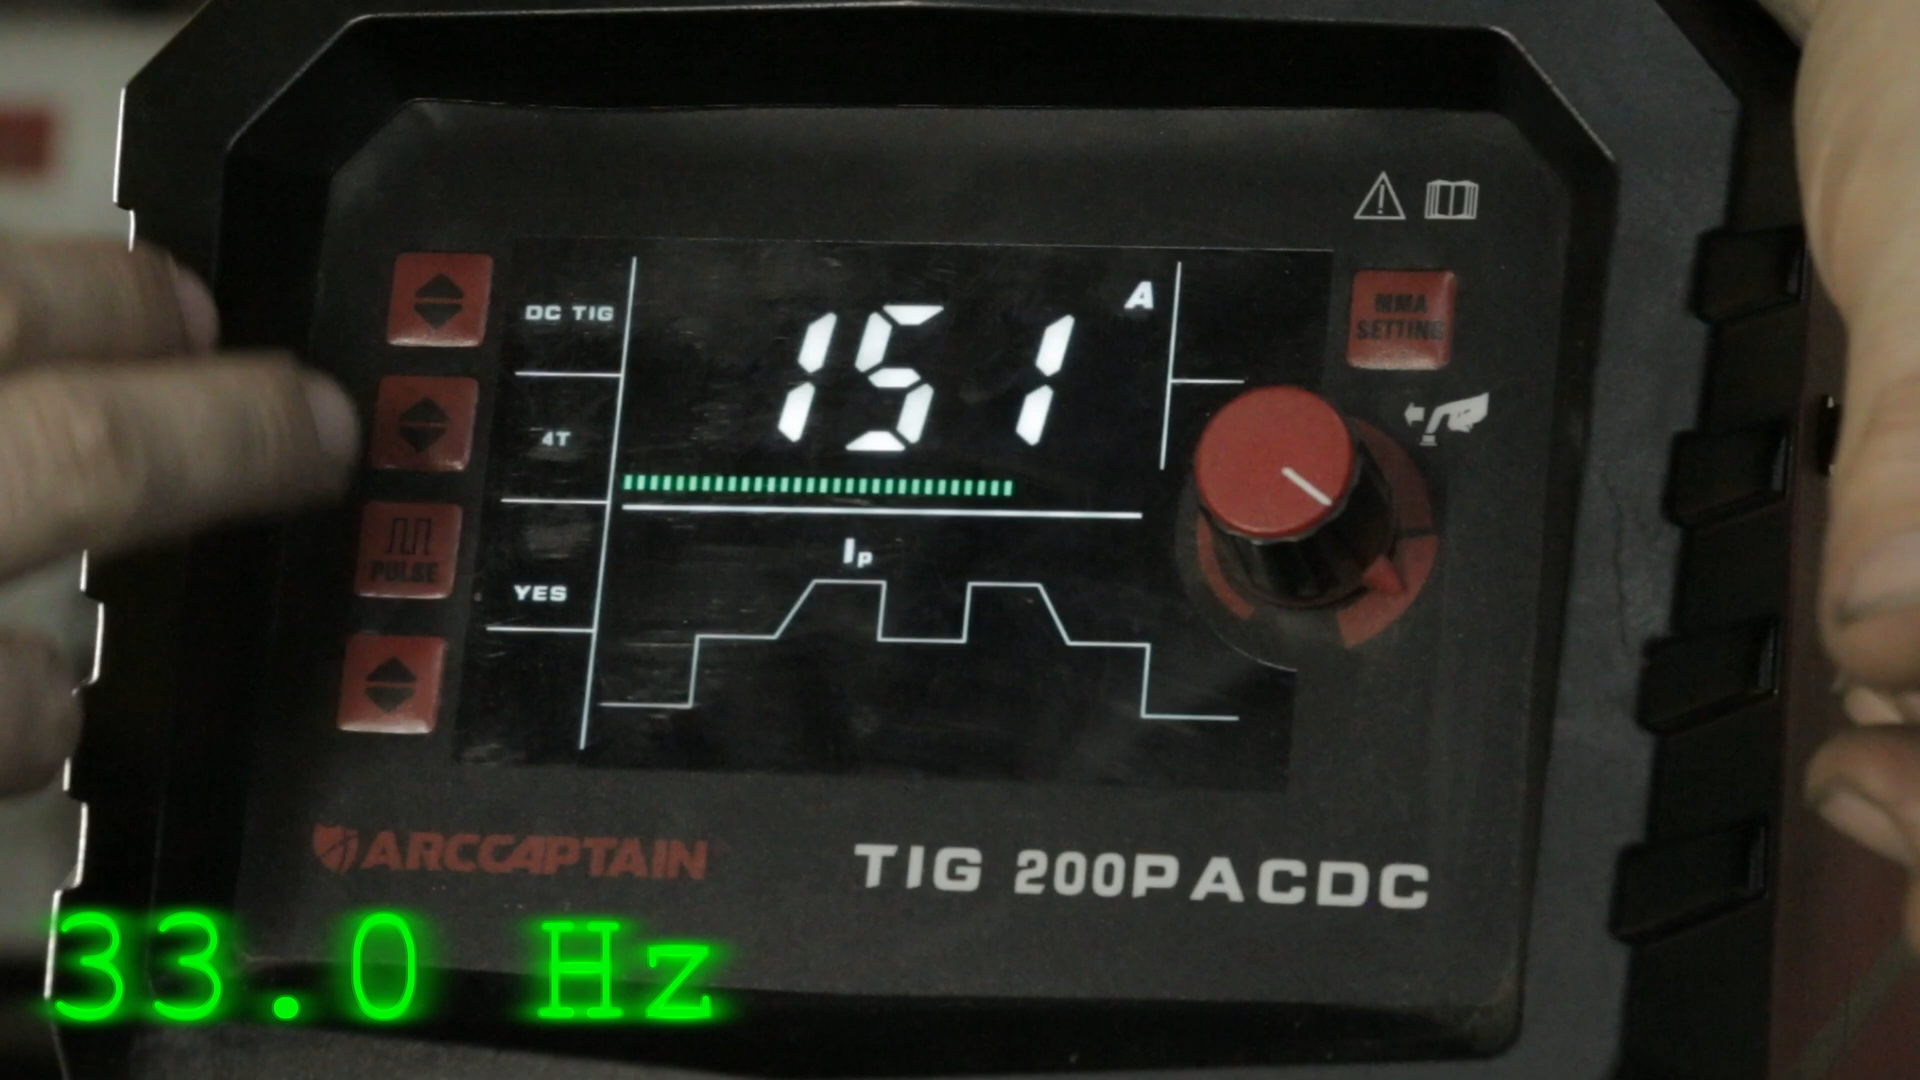 DC TIG
151
A
MMA
SETTING
4T
PULSE
YES
Ip
ARCCAPTAIN
TIG 200P ACDC
33.0 Hz